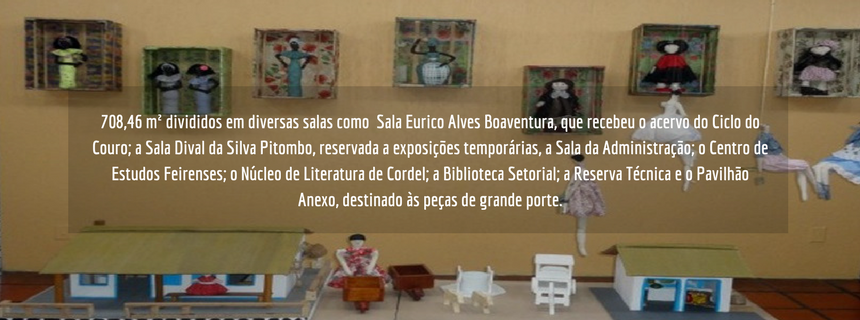 708,46 m² divididos em diversas salas como Sala Eurico Alves Boaventura, que recebeu o acervo do Ciclo do
Couro; a Sala Dival da Silva Pitombo, reservada a exposições temporárias, a Sala da Administração; o Centro de
Estudos Feirenses; o Núcleo de Literatura de Cordel; a Biblioteca Setorial; a Reserva Técnica e o Pavilhão
Anexo, destinado às peças de grande porte.